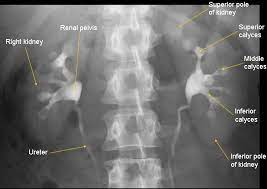 Superior pole
of kidney
Renal pelvis
Superior
calyces
Right kidney
Middle
calyces
Inferior
calyces
Ureter
Inferior pole
of kidney